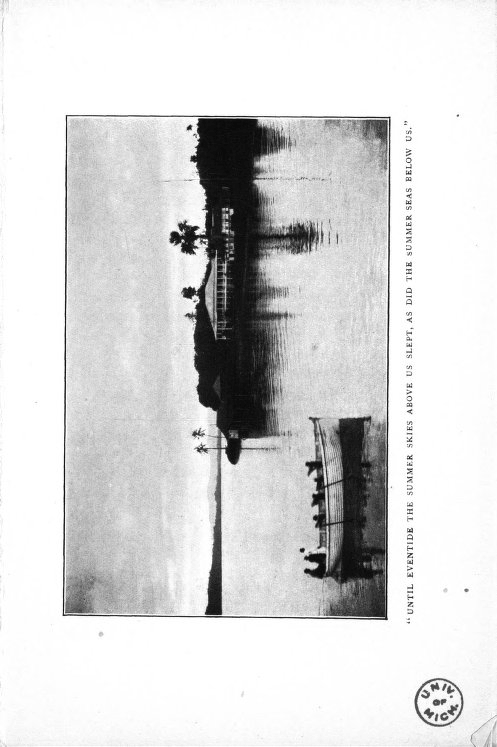 "UNTIL EVENTIDE THE SUMMER SKIES ABOVE US SLEPT, AS DID THE SUMMER SEAS BELOW US."
UNIV.
OF
MICH.